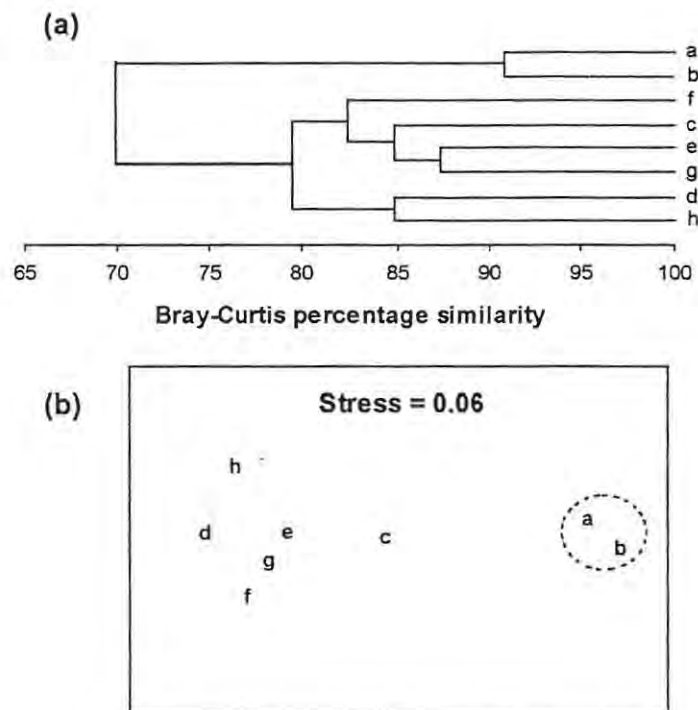 (a)
a
b
f
c
e
g
d
h
65 70 75 80 85 90 95 100
Bray-Curtis percentage similarity
(b)
Stress = 0.06
h
a
d e c
b
g
f